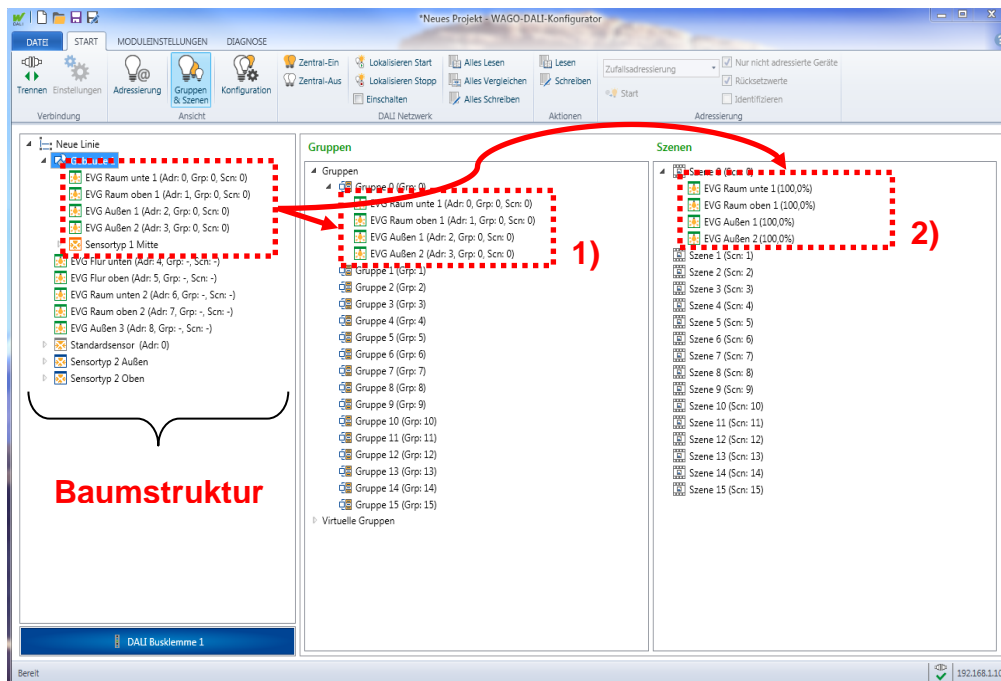 *Neues Projekt - WAGO-DALI-Konfigurator
DALI
DATEI START MODULEINSTELLUNGEN DIAGNOSE
Trennen Einstellungen
Verbindung
Adressierung Gruppen & Szenen Konfiguration
Ansicht
Zentral-Ein Lokalisieren Start Alles Lesen
Zentral-Aus Lokalisieren Stopp Alles Vergleichen
Einschalten Alles Schreiben
DALI Netzwerk
Lesen
Schreiben
Aktionen
Zufallsadressierung Nur nicht adressierte Geräte
Rücksetzwerte
Start Identifizieren
Adressierung
Neue Linie
EVG Raum unte 1 (Adr: 0, Grp: 0, Scn: 0)
EVG Raum oben 1 (Adr: 1, Grp: 0, Scn: 0)
EVG Außen 1 (Adr: 2, Grp: 0, Scn: 0)
EVG Außen 2 (Adr: 3, Grp: 0, Scn: 0)
Sensortyp 1 Mitte
EVG Flur unten (Adr: 4, Grp: -, Scn: -)
EVG Flur oben (Adr: 5, Grp: -, Scn: -)
EVG Raum unten 2 (Adr: 6, Grp: -, Scn: -)
EVG Raum oben 2 (Adr: 7, Grp: -, Scn: -)
EVG Außen 3 (Adr: 8, Grp: -, Scn: -)
Standardsensor (Adr: 0)
Sensortyp 2 Außen
Sensortyp 2 Oben
Baumstruktur
DALI Busklemme 1
Gruppen
Gruppen
Gruppe 0 (Grp: 0)
EVG Raum unte 1 (Adr: 0, Grp: 0, Scn: 0)
EVG Raum oben 1 (Adr: 1, Grp: 0, Scn: 0)
EVG Außen 1 (Adr: 2, Grp: 0, Scn: 0)
EVG Außen 2 (Adr: 3, Grp: 0, Scn: 0)
1)
Gruppe 1 (Grp: 1)
Gruppe 2 (Grp: 2)
Gruppe 3 (Grp: 3)
Gruppe 4 (Grp: 4)
Gruppe 5 (Grp: 5)
Gruppe 6 (Grp: 6)
Gruppe 7 (Grp: 7)
Gruppe 8 (Grp: 8)
Gruppe 9 (Grp: 9)
Gruppe 10 (Grp: 10)
Gruppe 11 (Grp: 11)
Gruppe 12 (Grp: 12)
Gruppe 13 (Grp: 13)
Gruppe 14 (Grp: 14)
Gruppe 15 (Grp: 15)
Virtuelle Gruppen
Szenen
Szene 0 (Scn: 0)
EVG Raum unte 1 (100,0%)
EVG Raum oben 1 (100,0%)
EVG Außen 1 (100,0%)
EVG Außen 2 (100,0%)
2)
Szene 1 (Scn: 1)
Szene 2 (Scn: 2)
Szene 3 (Scn: 3)
Szene 4 (Scn: 4)
Szene 5 (Scn: 5)
Szene 6 (Scn: 6)
Szene 7 (Scn: 7)
Szene 8 (Scn: 8)
Szene 9 (Scn: 9)
Szene 10 (Scn: 10)
Szene 11 (Scn: 11)
Szene 12 (Scn: 12)
Szene 13 (Scn: 13)
Szene 14 (Scn: 14)
Szene 15 (Scn: 15)
Bereit
192.168.1.10